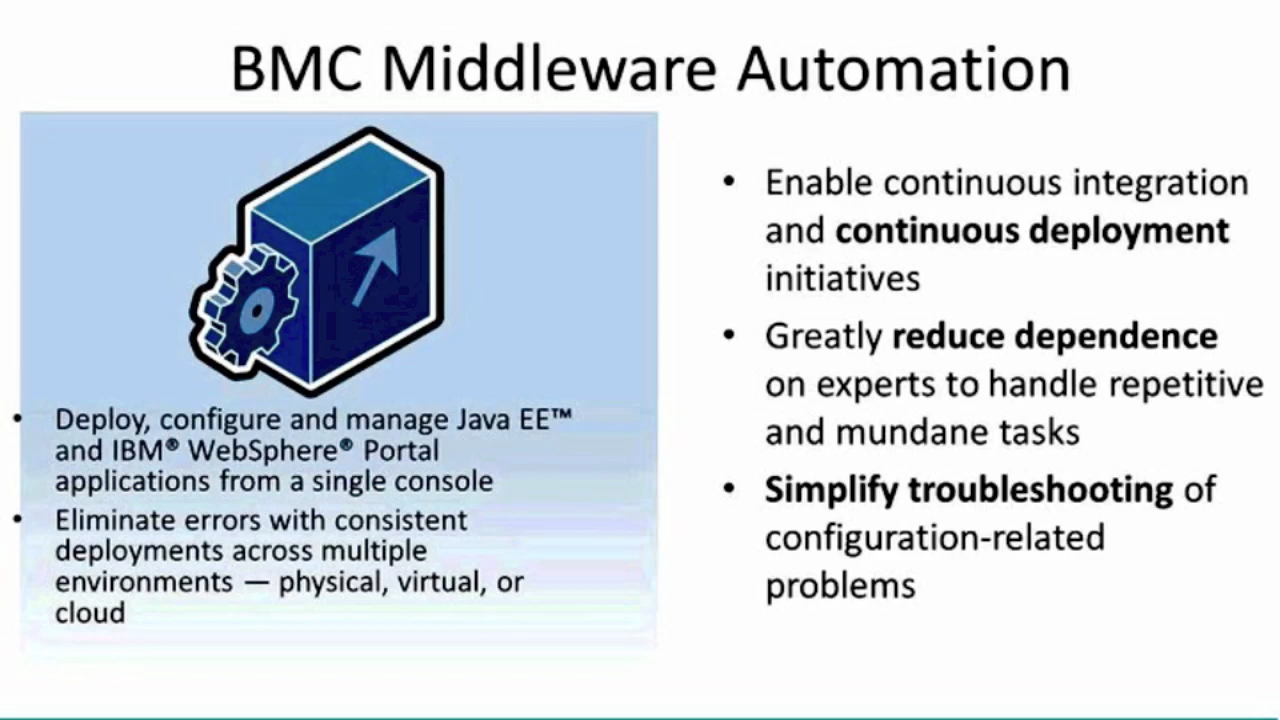 BMC Middleware Automation
• Deploy, configure and manage Java EE™
and IBM® WebSphere® Portal
applications from a single console
• Eliminate errors with consistent
deployments across multiple
environments — physical, virtual, or
cloud
• Enable continuous integration
and continuous deployment
initiatives
• Greatly reduce dependence
on experts to handle repetitive
and mundane tasks
• Simplify troubleshooting of
configuration-related
problems